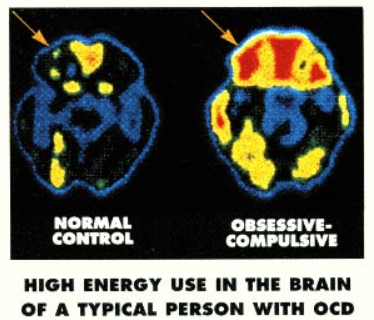 NORMAL
CONTROL
OBSESSIVE-
COMPULSIVE
HIGH ENERGY USE IN THE BRAIN
OF A TYPICAL PERSON WITH OCD